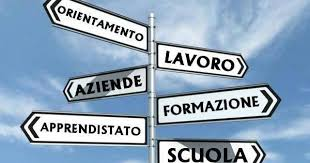 ORIENTAMENTO
LAVORO
AZIENDE
FORMAZIONE
APPRENDISTATO
SCUOLA